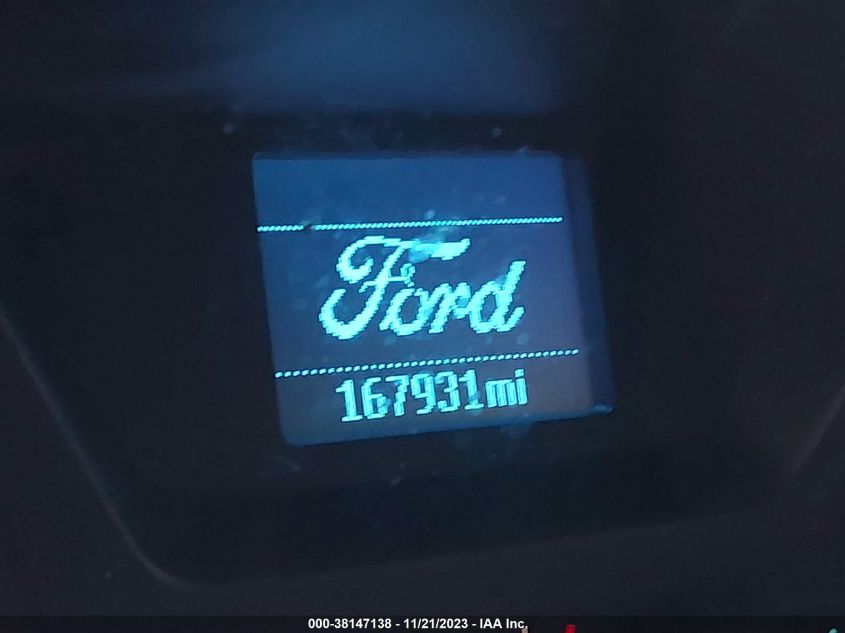 Ford
167931mi
000-38147138 - 11/21/2023 - IAA Inc.